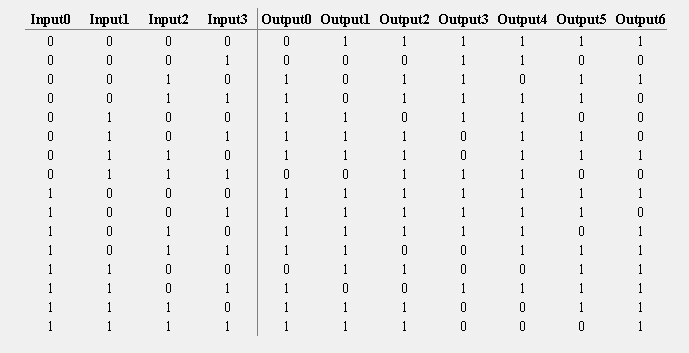 Input0 Input1 Input2 Input3 Output0 Output1 Output2 Output3 Output4 Output5 Output6
0 0 0 0 0 1 1 1 1 1 1
0 0 0 1 0 0 0 1 1 0 0
0 0 1 0 1 0 1 1 0 1 1
0 0 1 1 1 0 1 1 1 1 0
0 1 0 0 1 1 0 1 1 0 0
0 1 0 1 1 1 1 0 1 1 0
0 1 1 0 1 1 1 0 1 1 1
0 1 1 1 0 0 1 1 1 0 0
1 0 0 0 1 1 1 1 1 1 1
1 0 0 1 1 1 1 1 1 1 0
1 0 1 0 1 1 1 1 1 0 1
1 0 1 1 1 1 0 0 1 1 1
1 1 0 0 0 1 1 0 0 1 1
1 1 0 1 1 0 0 1 1 1 1
1 1 1 0 1 1 1 0 0 1 1
1 1 1 1 1 1 1 0 0 0 1